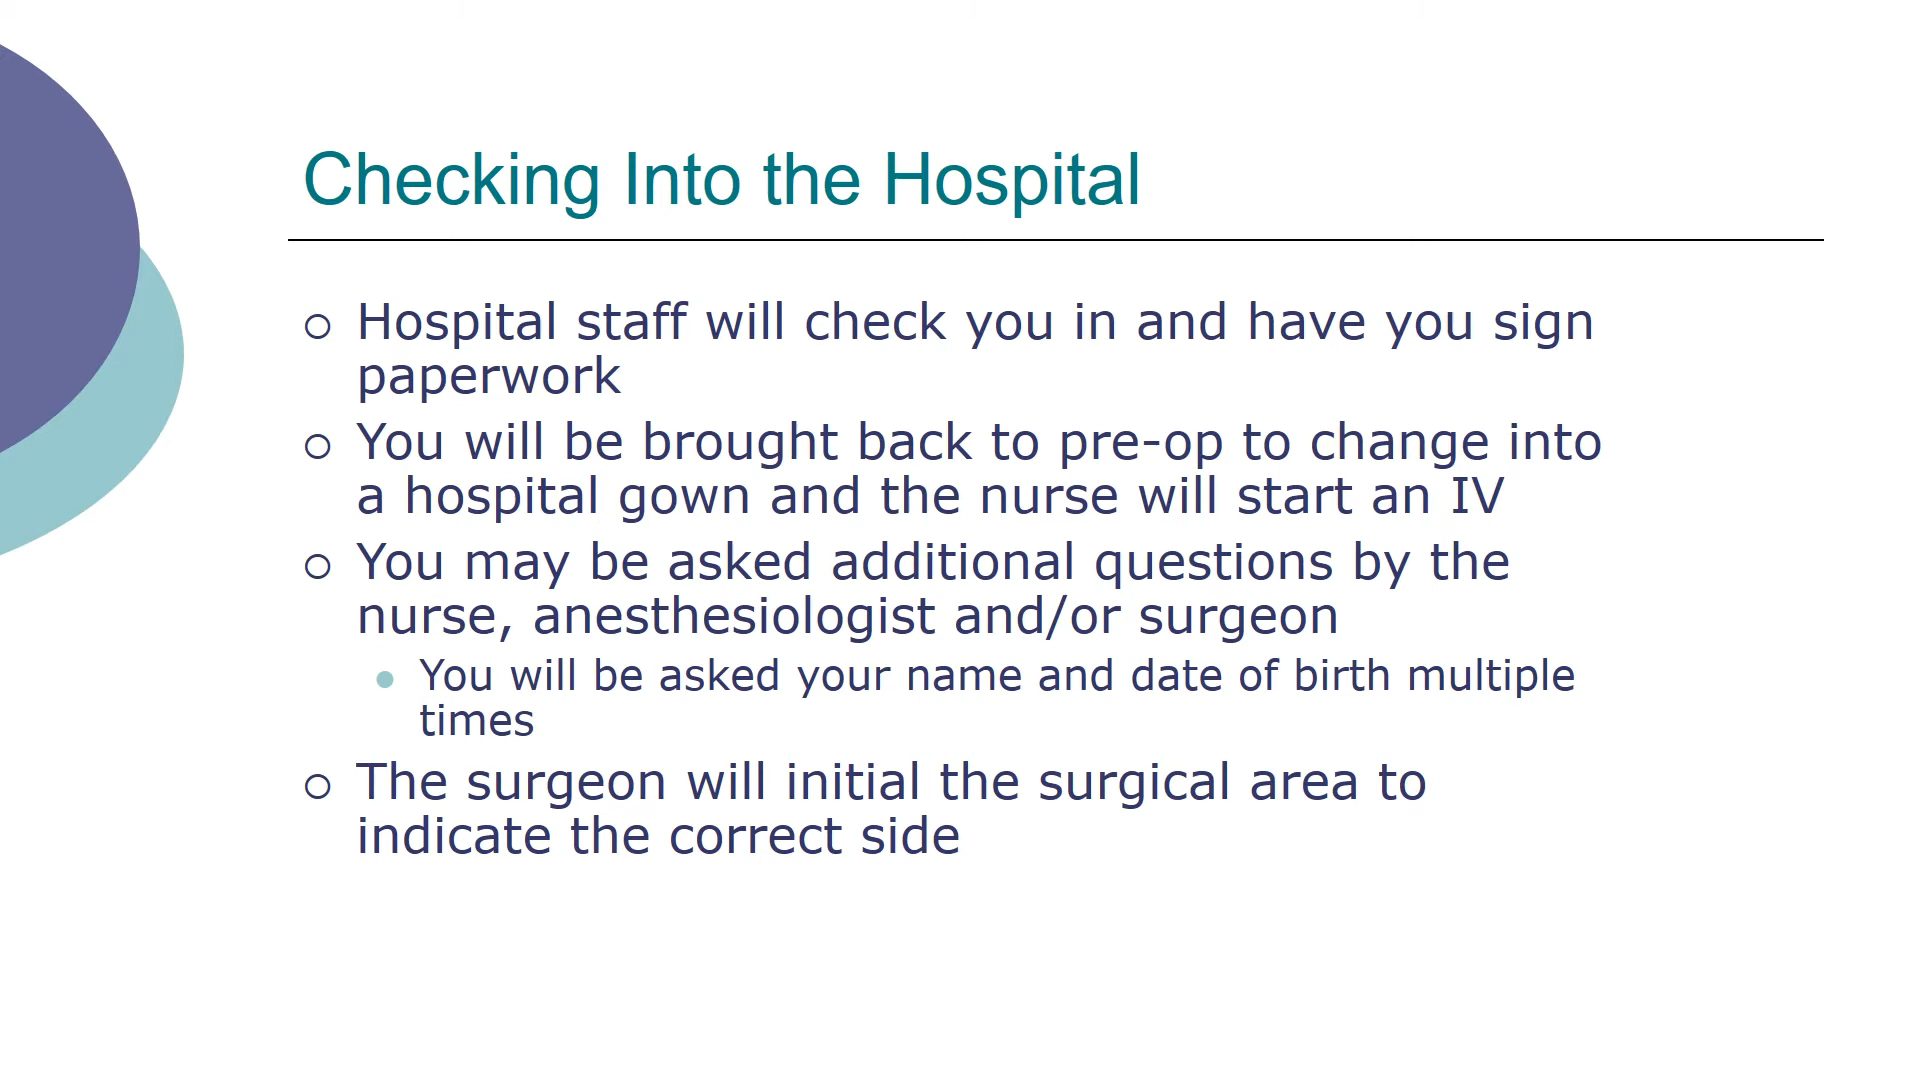 Checking Into the Hospital
Hospital staff will check you in and have you sign
paperwork
You will be brought back to pre-op to change into
a hospital gown and the nurse will start an IV
You may be asked additional questions by the
nurse, anesthesiologist and/or surgeon
You will be asked your name and date of birth multiple
times
The surgeon will initial the surgical area to
indicate the correct side